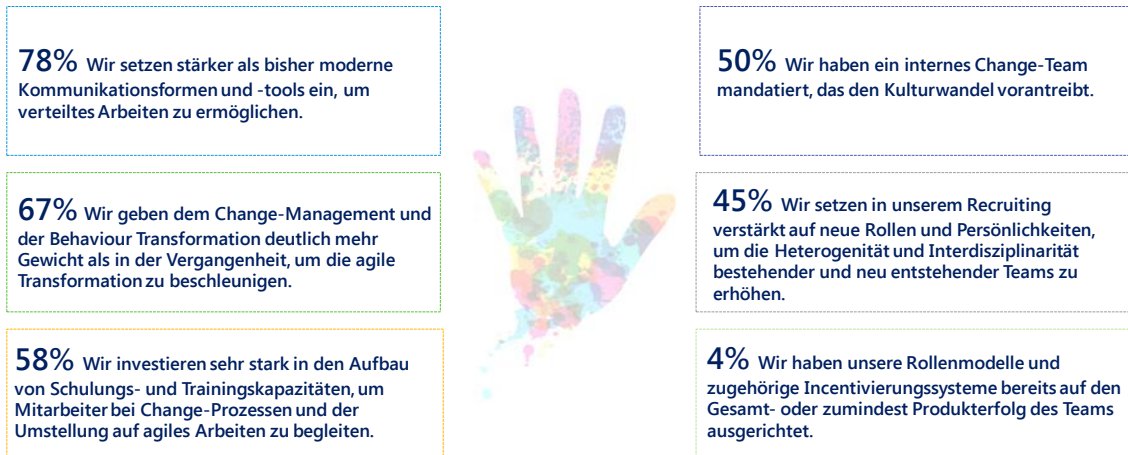 78% Wir setzen stärker als bisher moderne
Kommunikationsformen und -tools ein, um
verteiltes Arbeiten zu ermöglichen.
67% Wir geben dem Change-Management und
der Behaviour Transformation deutlich mehr
Gewicht als in der Vergangenheit, um die agile
Transformation zu beschleunigen.
58% Wir investieren sehr stark in den Aufbau
von Schulungs- und Trainingskapazitäten, um
Mitarbeiter bei Change-Prozessen und der
Umstellung auf agiles Arbeiten zu begleiten.
50% Wir haben ein internes Change-Team
mandatiert, das den Kulturwandel vorantreibt.
45% Wir setzen in unserem Recruiting
verstärkt auf neue Rollen und Persönlichkeiten,
um die Heterogenität und Interdisziplinarität
bestehender und neu entstehender Teams zu
erhöhen.
4% Wir haben unsere Rollenmodelle und
zugehörige Incentivierungssysteme bereits auf den
Gesamt- oder zumindest Produkterfolg des Teams
ausgerichtet.